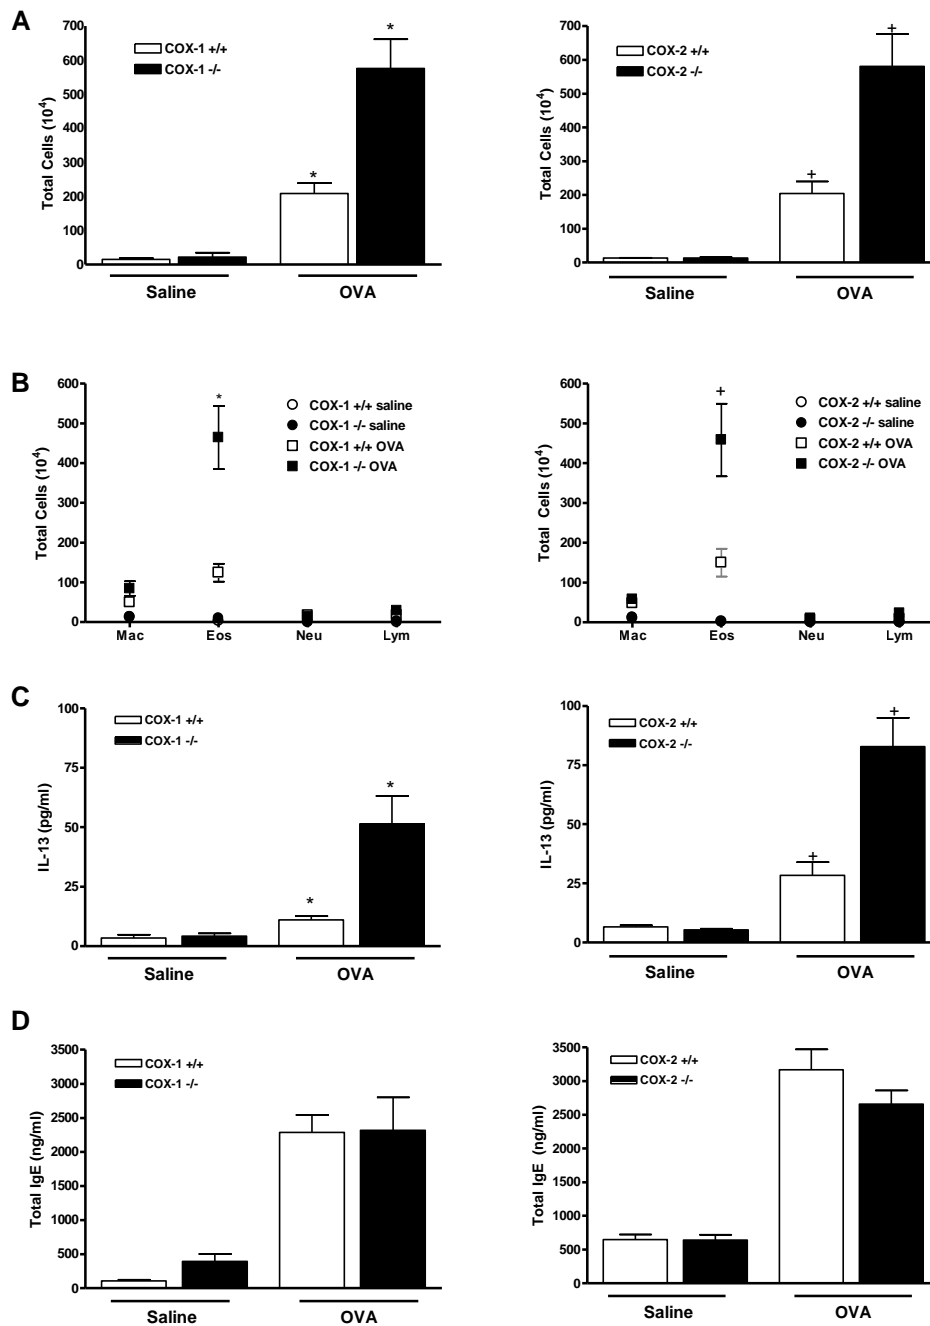 A
Total Cells (10⁴)
700
600
500
400
300
200
100
0
COX-1 +/+
COX-1 -/-
*
*
Saline
OVA
Total Cells (10⁴)
700
600
500
400
300
200
100
0
COX-2 +/+
COX-2 -/-
+
+
Saline
OVA
B
Total Cells (10⁴)
600
500
400
300
200
100
0
*
COX-1 +/+ saline
COX-1 -/- saline
COX-1 +/+ OVA
COX-1 -/- OVA
Mac
Eos
Neu
Lym
Total Cells (10⁴)
600
500
400
300
200
100
0
+
COX-2 +/+ saline
COX-2 -/- saline
COX-2 +/+ OVA
COX-2 -/- OVA
Mac
Eos
Neu
Lym
C
IL-13 (pg/ml)
100
75
50
25
0
COX-1 +/+
COX-1 -/-
*
*
Saline
OVA
IL-13 (pg/ml)
100
75
50
25
0
COX-2 +/+
COX-2 -/-
+
+
Saline
OVA
D
Total IgE (ng/ml)
3500
3000
2500
2000
1500
1000
500
0
COX-1 +/+
COX-1 -/-
Saline
OVA
Total IgE (ng/ml)
3500
3000
2500
2000
1500
1000
500
0
COX-2 +/+
COX-2 -/-
Saline
OVA